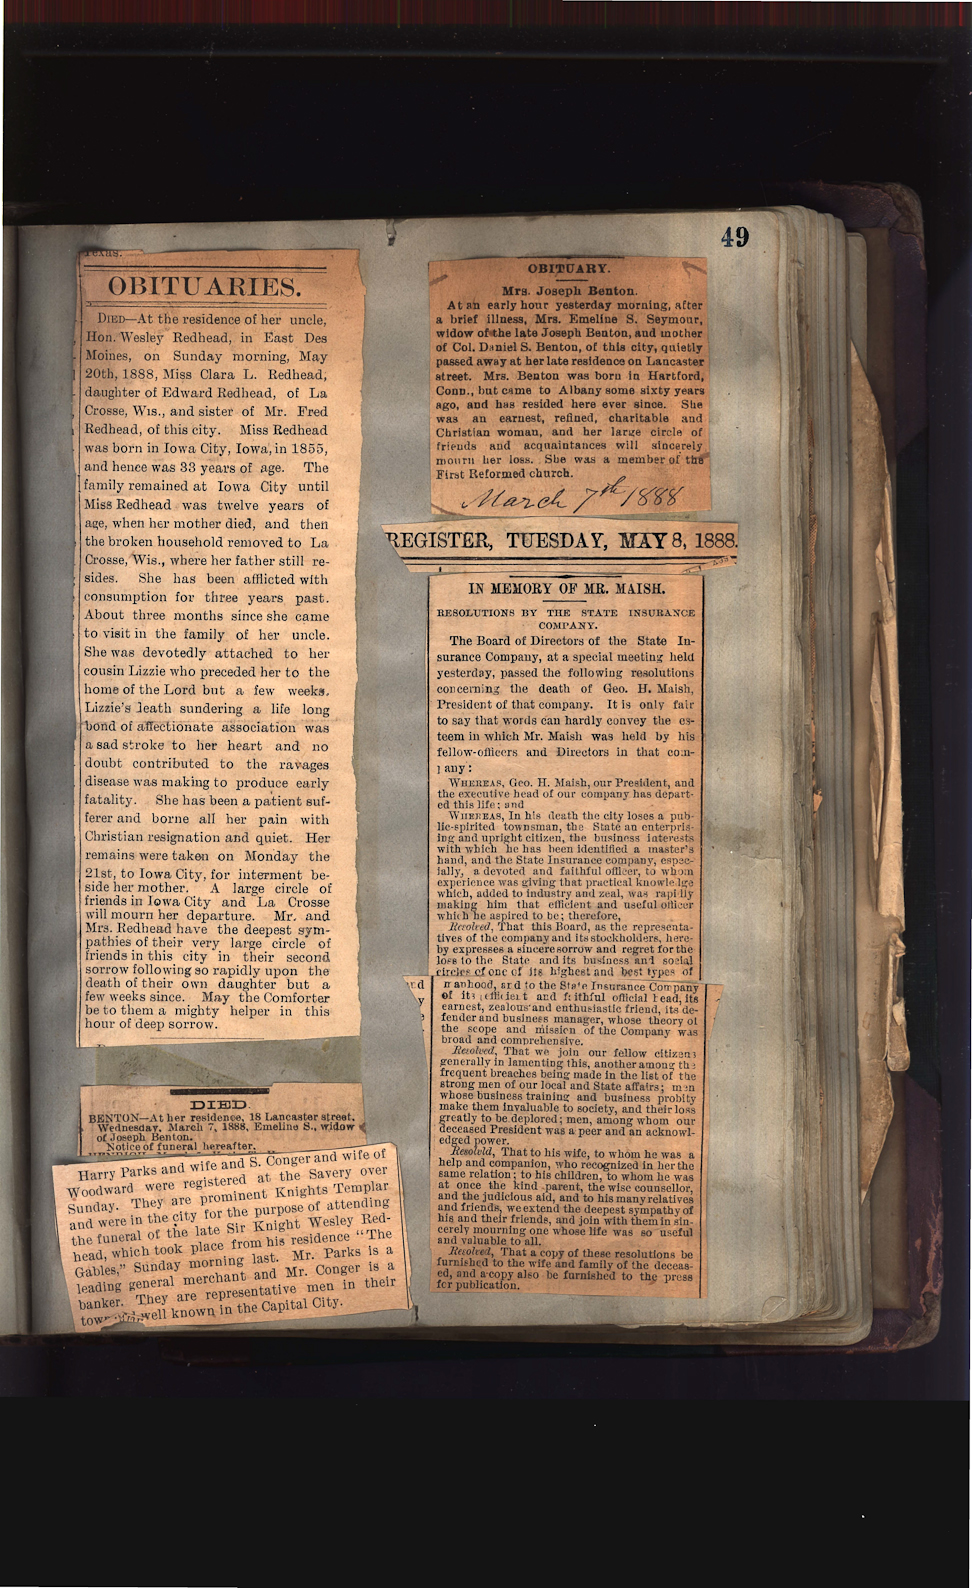 49
Texas.
OBITUARIES.
DIED—At the residence of her uncle,
Hon. Wesley Redhead, in East Des
Moines, on Sunday morning, May
20th, 1888, Miss Clara L. Redhead,
daughter of Edward Redhead, of La
Crosse, Wis., and sister of Mr. Fred
Redhead, of this city. Miss Redhead
was born in Iowa City, Iowa, in 1855,
and hence was 33 years of age. The
family remained at Iowa City until
Miss Redhead was twelve years of
age, when her mother died, and then
the broken household removed to La
Crosse, Wis., where her father still re-
sides. She has been afflicted with
consumption for three years past.
About three months since she came
to visit in the family of her uncle.
She was devotedly attached to her
cousin Lizzie who preceded her to the
home of the Lord but a few weeks.
Lizzie's death sundering a life long
bond of affectionate association was
a sad stroke to her heart and no
doubt contributed to the ravages
disease was making to produce early
fatality. She has been a patient suf-
ferer and borne all her pain with
Christian resignation and quiet. Her
remains were taken on Monday the
21st, to Iowa City, for interment be-
side her mother. A large circle of
friends in Iowa City and La Crosse
will mourn her departure. Mr. and
Mrs. Redhead have the deepest sym-
pathies of their very large circle of
friends in this city in their second
sorrow following so rapidly upon the
death of their own daughter but a
few weeks since. May the Comforter
be to them a mighty helper in this
hour of deep sorrow.
DIED.
BENTON—At her residence, 18 Lancaster street,
Wednesday, March 7, 1888, Emeline S., widow
of Joseph Benton.
Notice of funeral hereafter.
Harry Parks and wife and S. Conger and wife of
Woodward were registered at the Savery over
Sunday. They are prominent Knights Templar
and were in the city for the purpose of attending
the funeral of the late Sir Knight Wesley Red-
head, which took place from his residence "The
Gables," Sunday morning last. Mr. Parks is a
leading general merchant and Mr. Conger is a
banker. They are representative men in their
town well known in the Capital City.
OBITUARY.
Mrs. Joseph Benton.
At an early hour yesterday morning, after
a brief illness, Mrs. Emeline S. Seymour,
widow of the late Joseph Benton, and mother
of Col. Daniel S. Benton, of this city, quietly
passed away at her late residence on Lancaster
street. Mrs. Benton was born in Hartford,
Conn., but came to Albany some sixty years
ago, and has resided here ever since. She
was an earnest, refined, charitable and
Christian woman, and her large circle of
friends and acquaintances will sincerely
mourn her loss. She was a member of the
First Reformed church.
March 7th 1888
REGISTER, TUESDAY, MAY 8, 1888.
IN MEMORY OF MR. MAISH.
RESOLUTIONS BY THE STATE INSURANCE
COMPANY.
The Board of Directors of the State In-
surance Company, at a special meeting held
yesterday, passed the following resolutions
concerning the death of Geo. H. Maish,
President of that company. It is only fair
to say that words can hardly convey the es-
teem in which Mr. Maish was held by his
fellow-officers and Directors in that com-
pany:
WHEREAS, Geo. H. Maish, our President, and
the executive head of our company has depart-
ed this life; and
WHEREAS, In his death the city loses a pub-
lic-spirited townsman, the State an enterpris-
ing and upright citizen, the business interests
with which he has been identified a master's
hand, and the State Insurance company, espec-
ially, a devoted and faithful officer, to whom
experience was giving that practical knowledge
which, added to industry and zeal, was rapidly
making him that efficient and useful officer
which he aspired to be; therefore,
Resolved, That this Board, as the representa-
tives of the company and its stockholders, here-
by expresses a sincere sorrow and regret for the
loss to the State and its business and social
circles of one of its highest and best types of
manhood, and to the State Insurance Company
of its efficient and faithful official head, its
earnest, zealous and enthusiastic friend, its de-
fender and business manager, whose theory of
the scope and mission of the Company was
broad and comprehensive.
Resolved, That we join our fellow citizens
generally in lamenting this, another among the
frequent breaches being made in the list of the
strong men of our local and State affairs; men
whose business training and business probity
make them invaluable to society, and their loss
greatly to be deplored; men, among whom our
deceased President was a peer and an acknowl-
edged power.
Resolved, That to his wife, to whom he was a
help and companion, who recognized in her the
same relation; to his children, to whom he was
at once the kind parent, the wise counsellor,
and the judicious aid, and to his many relatives
and friends, we extend the deepest sympathy of
his and their friends, and join with them in sin-
cerely mourning one whose life was so useful
and valuable to all.
Resolved, That a copy of these resolutions be
furnished to the wife and family of the deceas-
ed, and a copy also be furnished to the press
for publication.